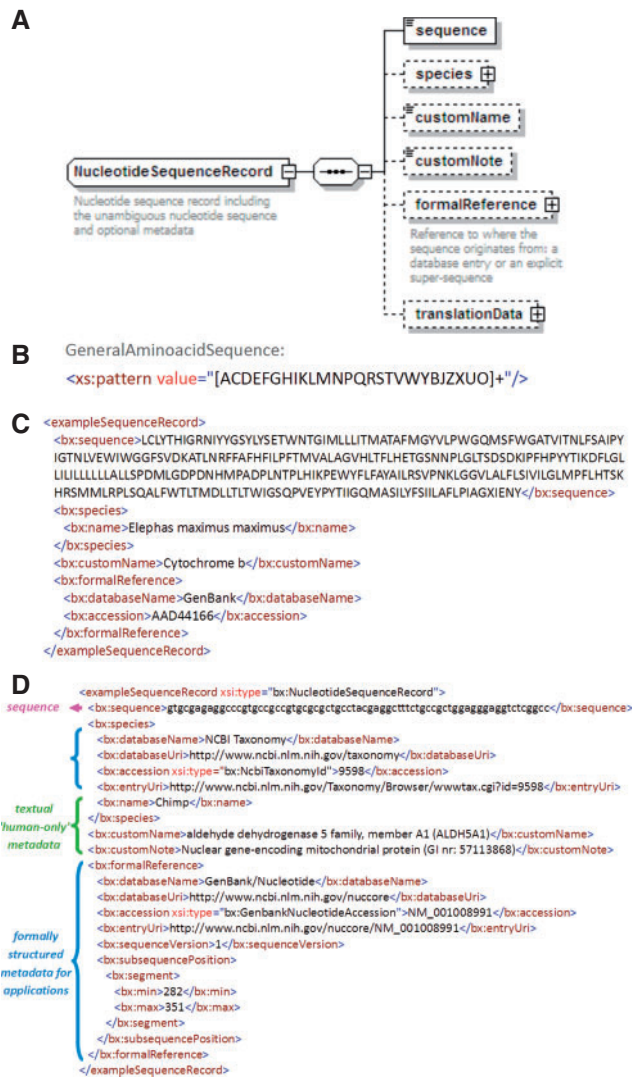 A
sequence
species
customName
customNote
NucleotideSequenceRecord
Nucleotide sequence record including
the unambiguous nucleotide sequence
and optional metadata
formalReference
Reference to where the
sequence originates from: a
database entry or an explicit
super-sequence
translationData
B
GeneralAminoacidSequence:
<xs:pattern value="[ACDEFGHIKLMNPQRSTVWYBJZXUO]+"/>
C
<exampleSequenceRecord>
<bx:sequence>LCLYTHIGRNIYYGSYLYSETWNTGIMLLLITMATAFMGYVLPWGQMSFWGATVITNLFSAIPY
IGTNLVEWIWGGFSVDKATLNRFFAFHFILPFTMVALAGVHLTFLHETGSNNPLGLTSDSDKIPFHPYYTIKDFLGL
LILILLLLLLALLSPDMLGDPDNHMPADPLNTPLHIKPEWYFLFAYAILRSVPNKLGGVLALFLSIVILGLMPFLHTSK
HRSMMLRPLSQALFWTLTMDLLTLTWIGSQPVEYPYTIIGQMASILYFSIILAFLPIAGXIENY</bx:sequence>
<bx:species>
<bx:name>Elephas maximus maximus</bx:name>
</bx:species>
<bx:customName>Cytochrome b</bx:customName>
<bx:formalReference>
<bx:databaseName>GenBank</bx:databaseName>
<bx:accession>AAD44166</bx:accession>
</bx:formalReference>
</exampleSequenceRecord>
D
<exampleSequenceRecord xsi:type="bx:NucleotideSequenceRecord">
sequence
<bx:sequence>gtgcgagaggcccgtgccgccgtgcgcgctgcctacgaggctttctgccgctggagggaggtctcggcc</bx:sequence>
<bx:species>
<bx:databaseName>NCBI Taxonomy</bx:databaseName>
<bx:databaseUri>http://www.ncbi.nlm.nih.gov/taxonomy</bx:databaseUri>
<bx:accession xsi:type="bx:NcbiTaxonomyId">9598</bx:accession>
<bx:entryUri>http://www.ncbi.nlm.nih.gov/Taxonomy/Browser/wwwtax.cgi?id=9598</bx:entryUri>
<bx:name>Chimp</bx:name>
</bx:species>
textual
'human-only"
metadata
<bx:customName>aldehyde dehydrogenase 5 family, member A1 (ALDH5A1)</bx:customName>
<bx:customNote>Nuclear gene-encoding mitochondrial protein (GI nr: 57113868)</bx:customNote>
<bx:formalReference>
<bx:databaseName>GenBank/Nucleotide</bx:databaseName>
<bx:databaseUri>http://www.ncbi.nlm.nih.gov/nuccore</bx:databaseUri>
<bx:accession xsi:type="bx:GenbankNucleotideAccession">NM_001008991</bx:accession>
<bx:entryUri>http://www.ncbi.nlm.nih.gov/nuccore/NM_001008991</bx:entryUri>
<bx:sequenceVersion>1</bx:sequenceVersion>
<bx:subsequencePosition>
<bx:segment>
<bx:min>282</bx:min>
<bx:max>351</bx:max>
</bx:segment>
</bx:subsequencePosition>
</bx:formalReference>
formally
structured
metadata for
applications
</exampleSequenceRecord>